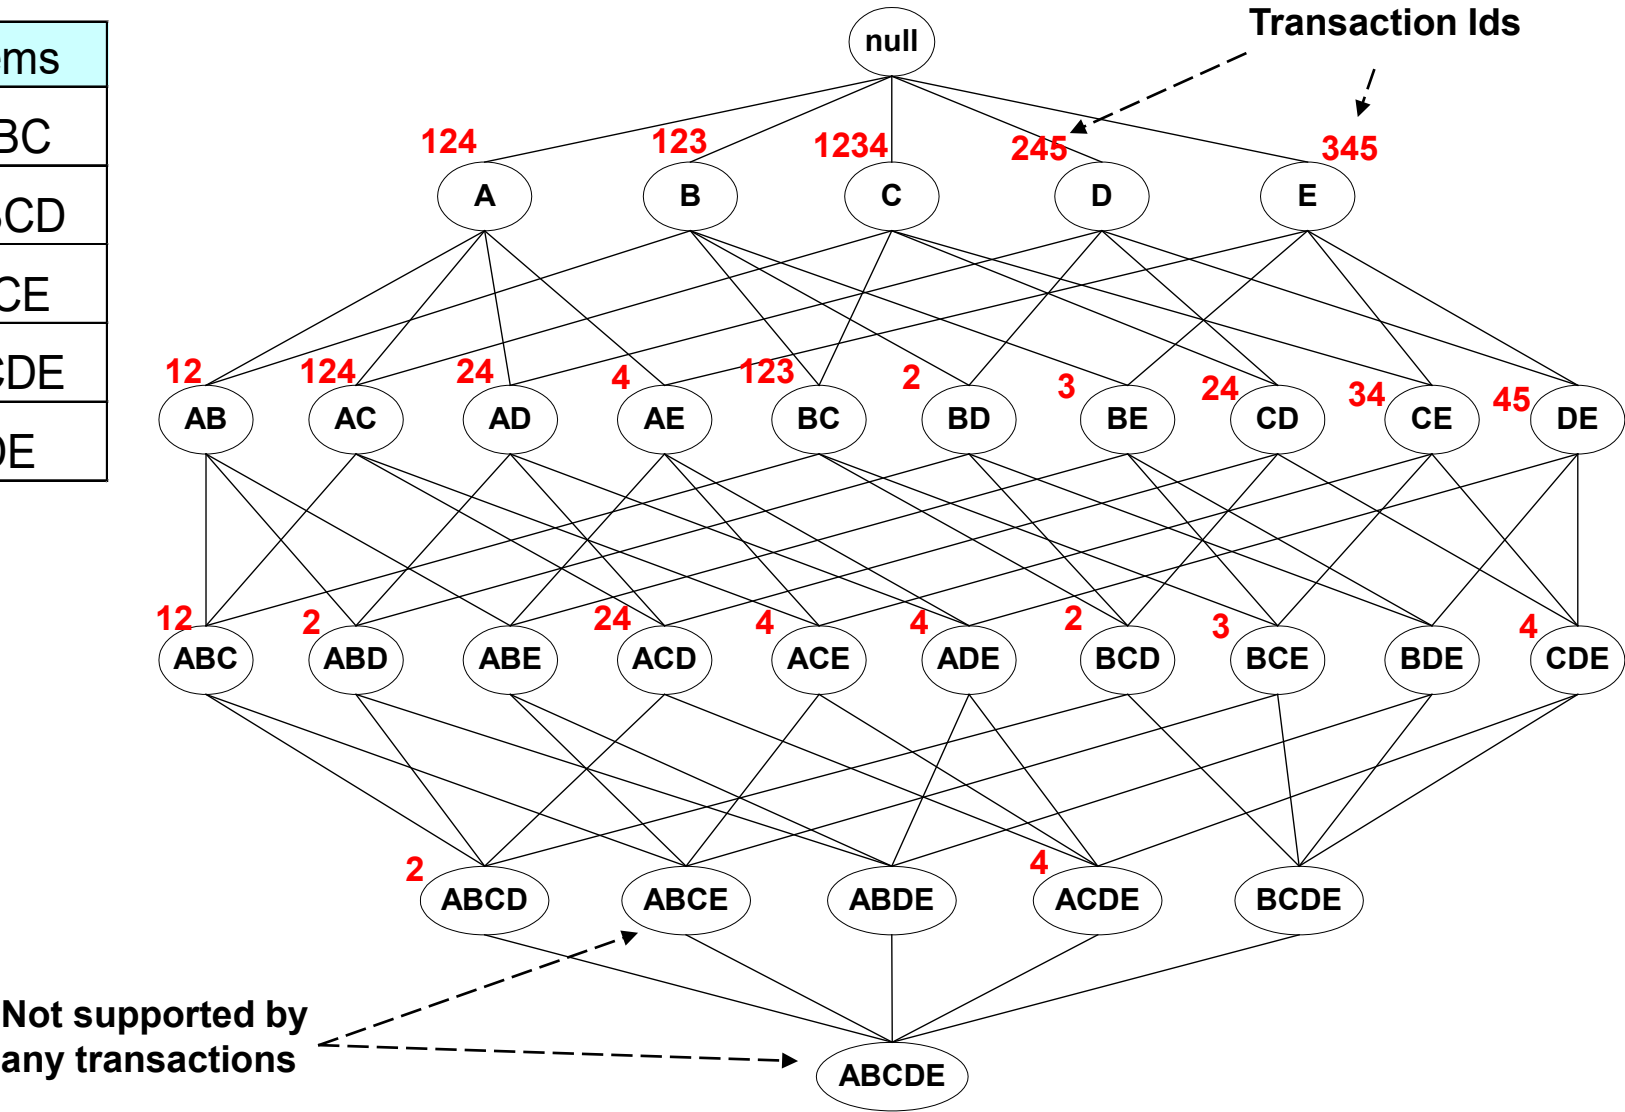 Transaction Ids
null
ems
BC
BCD
CE
CDE
DE
124 123 1234 245 345
A B C D E
12 124 24 4 123 2 3 24 34 45
AB AC AD AE BC BD BE CD CE DE
12 2 24 4 4 2 3 4
ABC ABD ABE ACD ACE ADE BCD BCE BDE CDE
2 4
ABCD ABCE ABDE ACDE BCDE
Not supported by
any transactions
ABCDE